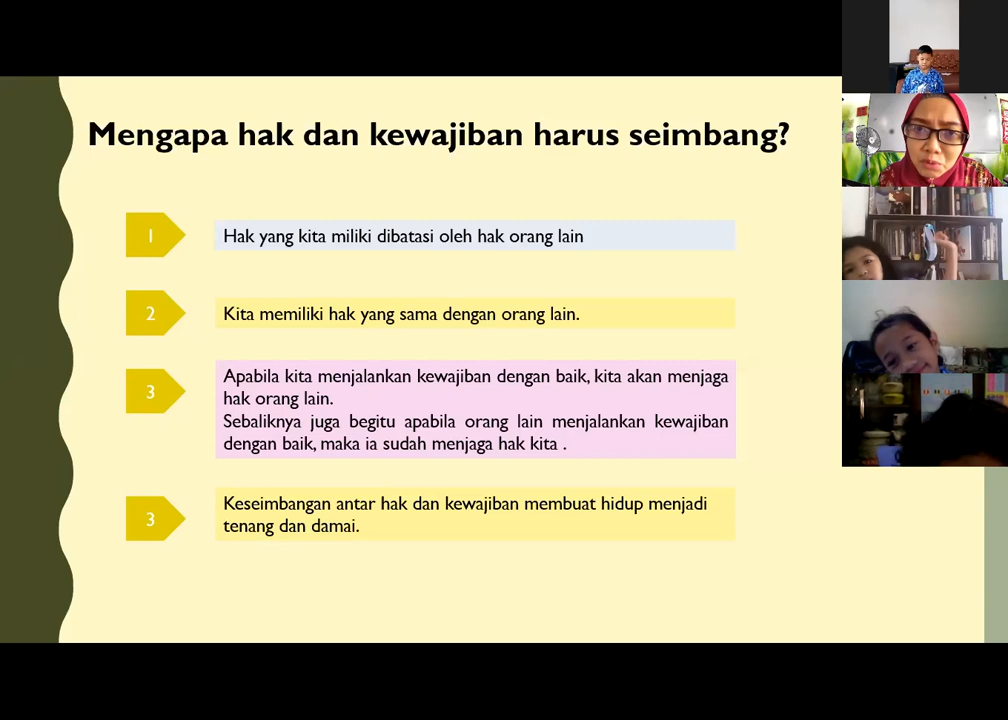 Mengapa hak dan kewajiban harus seimbang?
1
Hak yang kita miliki dibatasi oleh hak orang lain
2
Kita memiliki hak yang sama dengan orang lain.
3
Apabila kita menjalankan kewajiban dengan baik, kita akan menjaga
hak orang lain.
Sebaliknya juga begitu apabila orang lain menjalankan kewajiban
dengan baik, maka ia sudah menjaga hak kita .
3
Keseimbangan antar hak dan kewajiban membuat hidup menjadi
tenang dan damai.